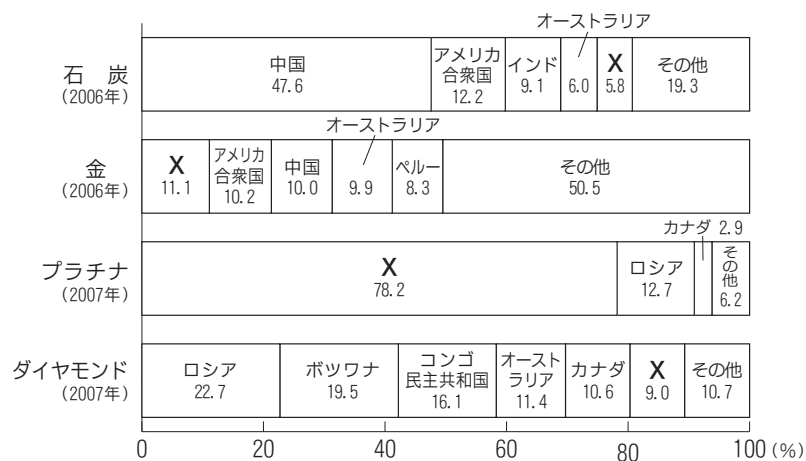 オーストラリア
石 炭
(2006年)
中国
47.6
アメリカ
合衆国
12.2
インド
9.1
6.0
X
5.8
その他
19.3
オーストラリア
金
(2006年)
X
11.1
アメリカ
合衆国
10.2
中国
10.0
9.9
ペルー
8.3
その他
50.5
カナダ 2.9
プラチナ
(2007年)
X
78.2
ロシア
12.7
その他
6.2
ダイヤモンド
(2007年)
ロシア
22.7
ボツワナ
19.5
コンゴ
民主共和国
16.1
オースト
ラリア
11.4
カナダ
10.6
X
9.0
その他
10.7
0 20 40 60 80 100 (%)